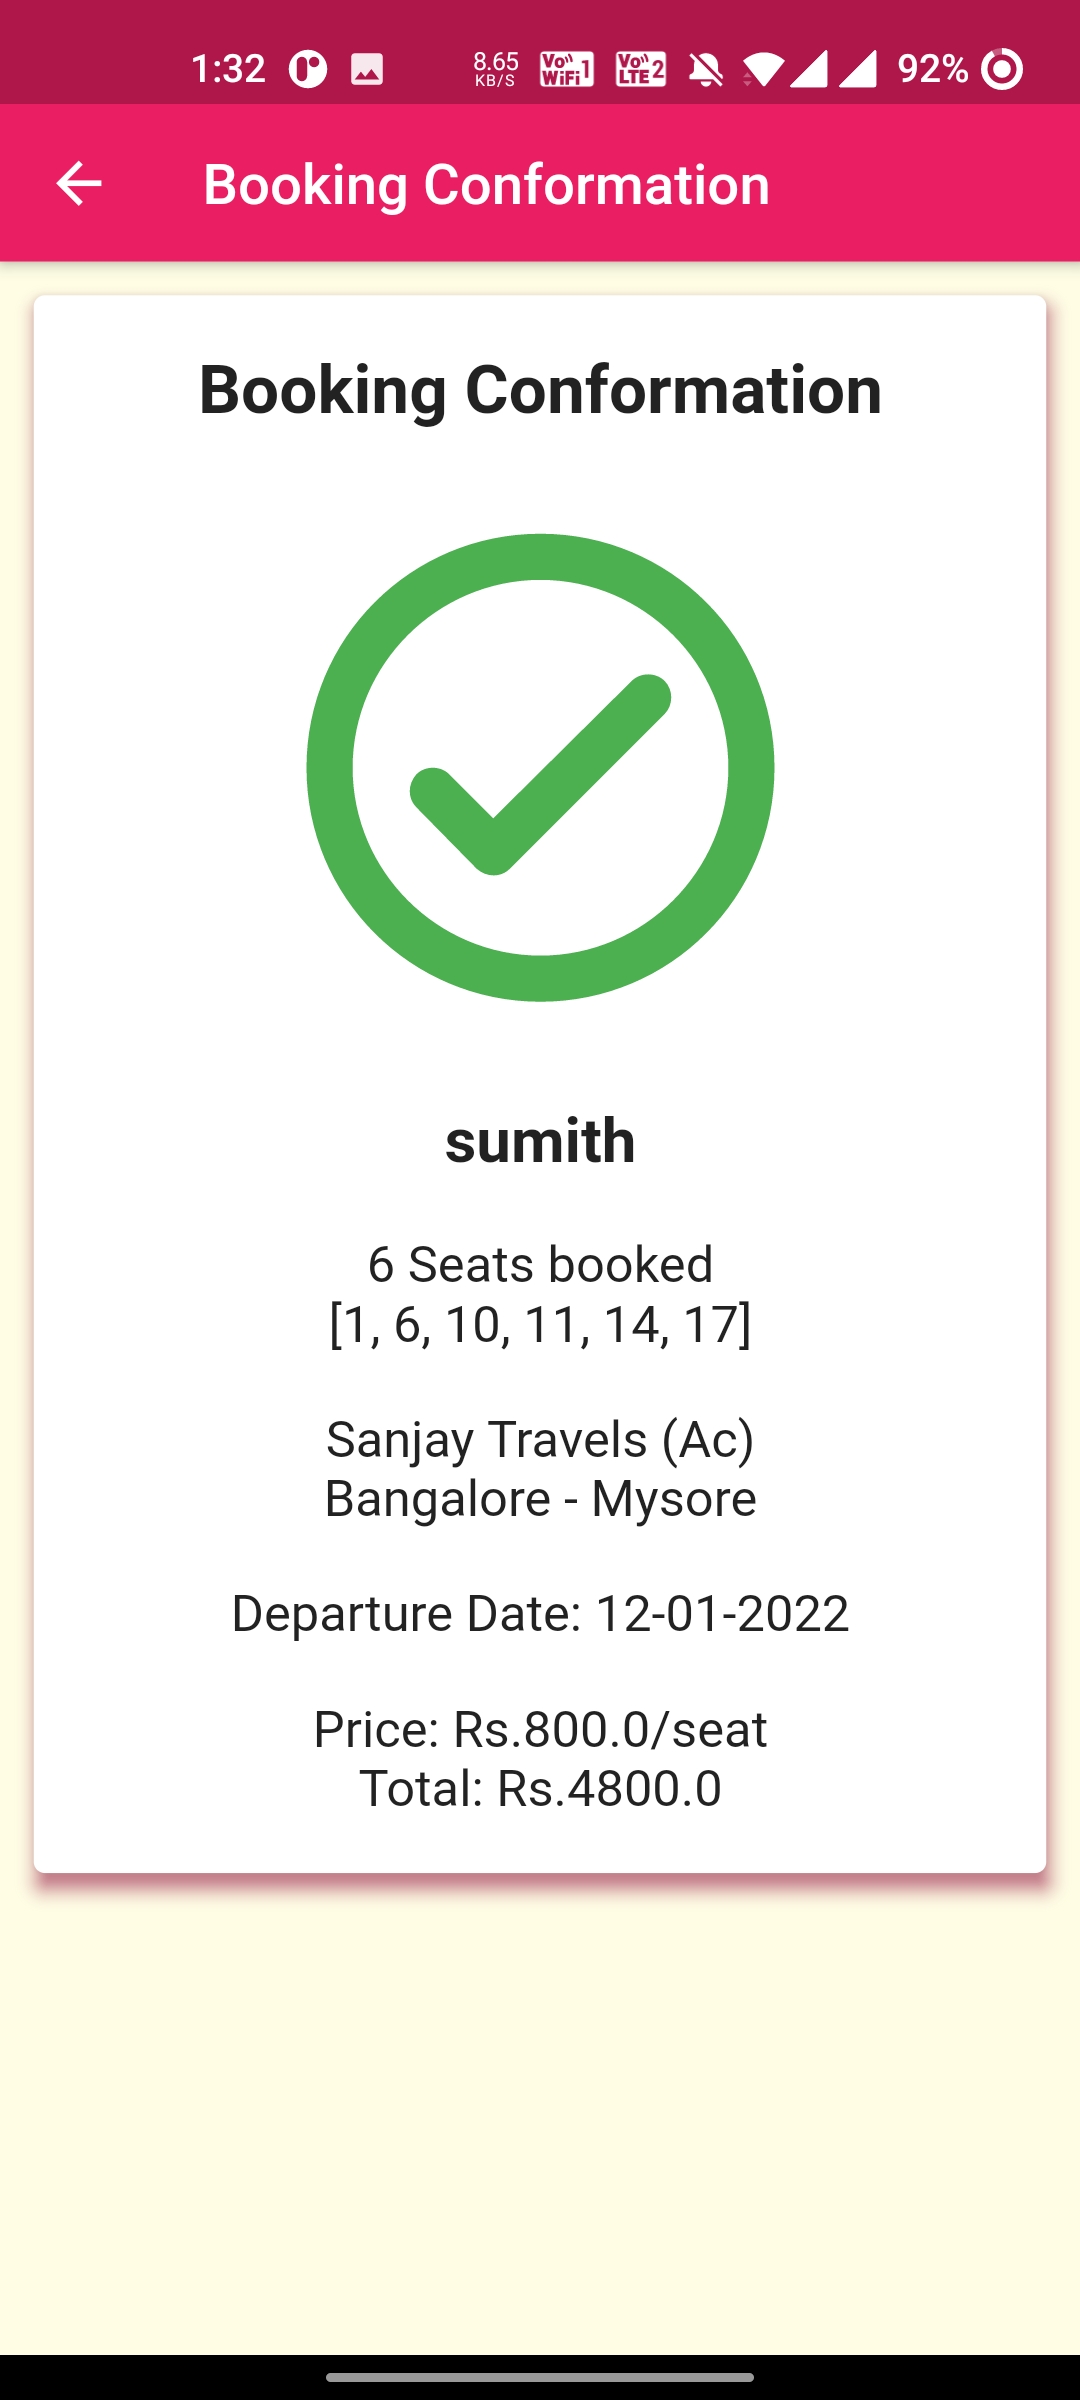 1:32 8.65 KB/S Vo WiFi 1 Vo LTE 2 92%
Booking Conformation
Booking Conformation
sumith
6 Seats booked
[1, 6, 10, 11, 14, 17]
Sanjay Travels (Ac)
Bangalore - Mysore
Departure Date: 12-01-2022
Price: Rs.800.0/seat
Total: Rs.4800.0